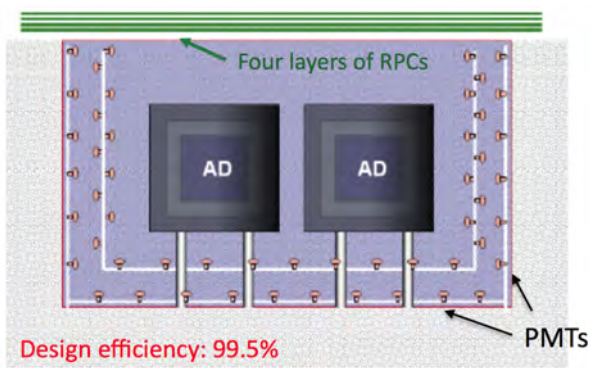 Four layers of RPCs
AD
AD
PMTs
Design efficiency: 99.5%